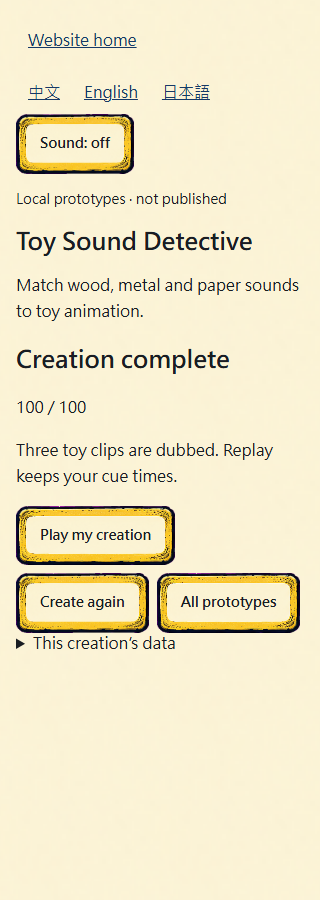 Website home
中文 English 日本語
Sound: off
Local prototypes · not published
Toy Sound Detective
Match wood, metal and paper sounds
to toy animation.
Creation complete
100 / 100
Three toy clips are dubbed. Replay
keeps your cue times.
Play my creation
Create again All prototypes
This creation's data